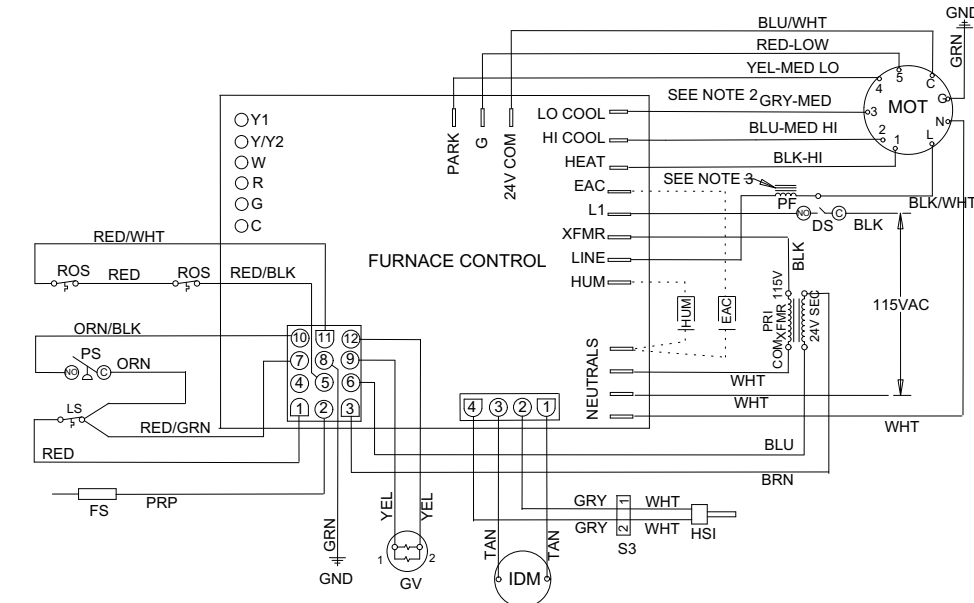 GND
BLU/WHT
RED-LOW
GRN
YEL-MED LO
5
C
4
G
SEE NOTE 2
GRY-MED
3
MOT
N
LO COOL
BLU-MED HI
2
1
L
HI COOL
BLK-HI
HEAT
PARK
G
24V COM
Y1
Y/Y2
W
R
G
C
EAC
SEE NOTE 3
PF
BLK/WHT
L1
NO
C
DS
BLK
XFMR
BLK
FURNACE CONTROL
LINE
HUM
RED/WHT
ROS
RED
ROS
RED/BLK
HUM
EAC
COM
PRI
XFMR
115V
24V SEC
115VAC
ORN/BLK
10
11
12
PS
ORN
7
8
9
NO
C
4
5
6
NEUTRALS
WHT
LS
1
2
3
4
3
2
1
WHT
RED/GRN
WHT
RED
BLU
BRN
FS
PRP
YEL
YEL
GRN
GND
1
2
GV
TAN
TAN
IDM
GRY
1
WHT
GRY
2
WHT
S3
HSI